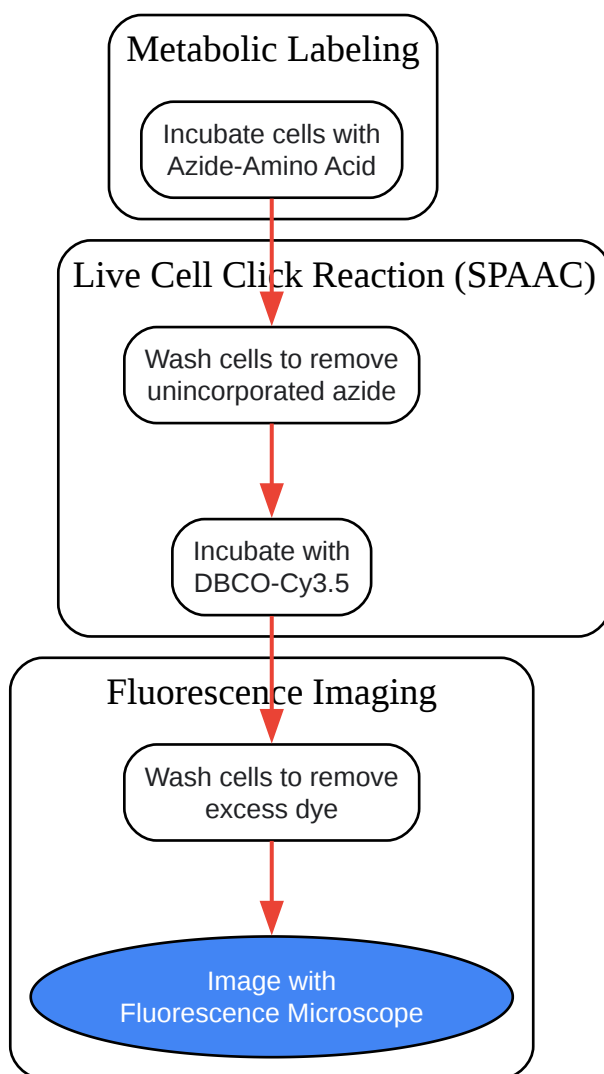 Metabolic Labeling
Incubate cells with
Azide-Amino Acid
Live Cell Click Reaction (SPAAC)
Wash cells to remove
unincorporated azide
Incubate with
DBCO-Cy3.5
Fluorescence Imaging
Wash cells to remove
excess dye
Image with
Fluorescence Microscope